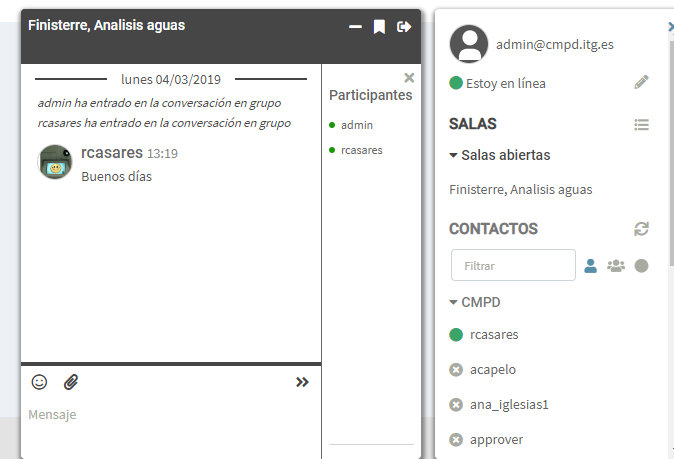 Finisterre, Analisis aguas
lunes 04/03/2019
admin ha entrado en la conversación en grupo
rcasares ha entrado en la conversación en grupo
rcasares 13:19
Buenos días
Mensaje
Participantes
admin
rcasares
admin@cmpd.itg.es
Estoy en línea
SALAS
Salas abiertas
Finisterre, Analisis aguas
CONTACTOS
Filtrar
CMPD
rcasares
acapelo
ana_iglesias1
approver